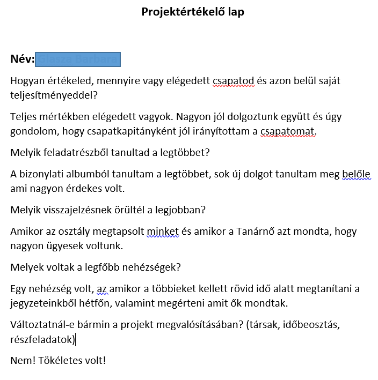 Projektértékelő lap
Név:
Hogyan értékeled, mennyire vagy elégedett csapatod és azon belül saját
teljesítményeddel?
Teljes mértékben elégedett vagyok. Nagyon jól dolgoztunk együtt és úgy
gondolom, hogy csapatkapitányként jól irányítottam a csapatomat.
Melyik feladatrészből tanultad a legtöbbet?
A bizonylati albumból tanultam a legtöbbet, sok új dolgot tanultam meg belőle
ami nagyon érdekes volt.
Melyik visszajelzésnek örültél a legjobban?
Amikor az osztály megtapsolt minket és amikor a Tanárnő azt mondta, hogy
nagyon ügyesek voltunk.
Melyek voltak a legfőbb nehézségek?
Egy nehézség volt, az amikor a többieket kellett rövid idő alatt megtanítani a
jegyzeteinkből hétfőn, valamint megérteni amit ők mondtak.
Változtatnál-e bármin a projekt megvalósításában? (társak, időbeosztás,
részfeladatok)
Nem! Tökéletes volt!